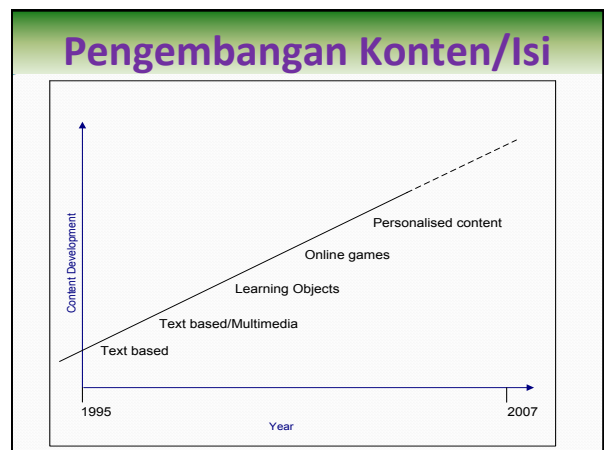 Pengembangan Konten/Isi
Content Development
Personalised content
Online games
Learning Objects
Text based/Multimedia
Text based
1995
2007
Year